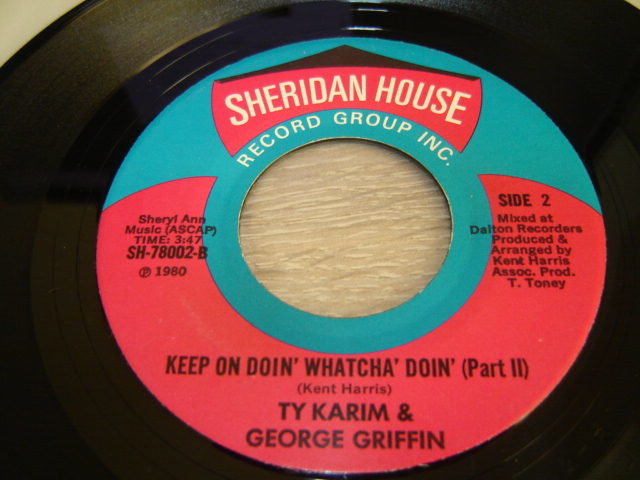 SHERIDAN HOUSE
RECORD GROUP INC.
Sheryl Ann
Music (ASCAP)
TIME: 3:47
SH-78002-B
℗ 1980
SIDE 2
Mixed at
Dalton Recorders
Produced &
Arranged by
Kent Harris
Assoc. Prod.
T. Toney
KEEP ON DOIN' WHATCHA' DOIN' (Part II)
(Kent Harris)
TY KARIM &
GEORGE GRIFFIN